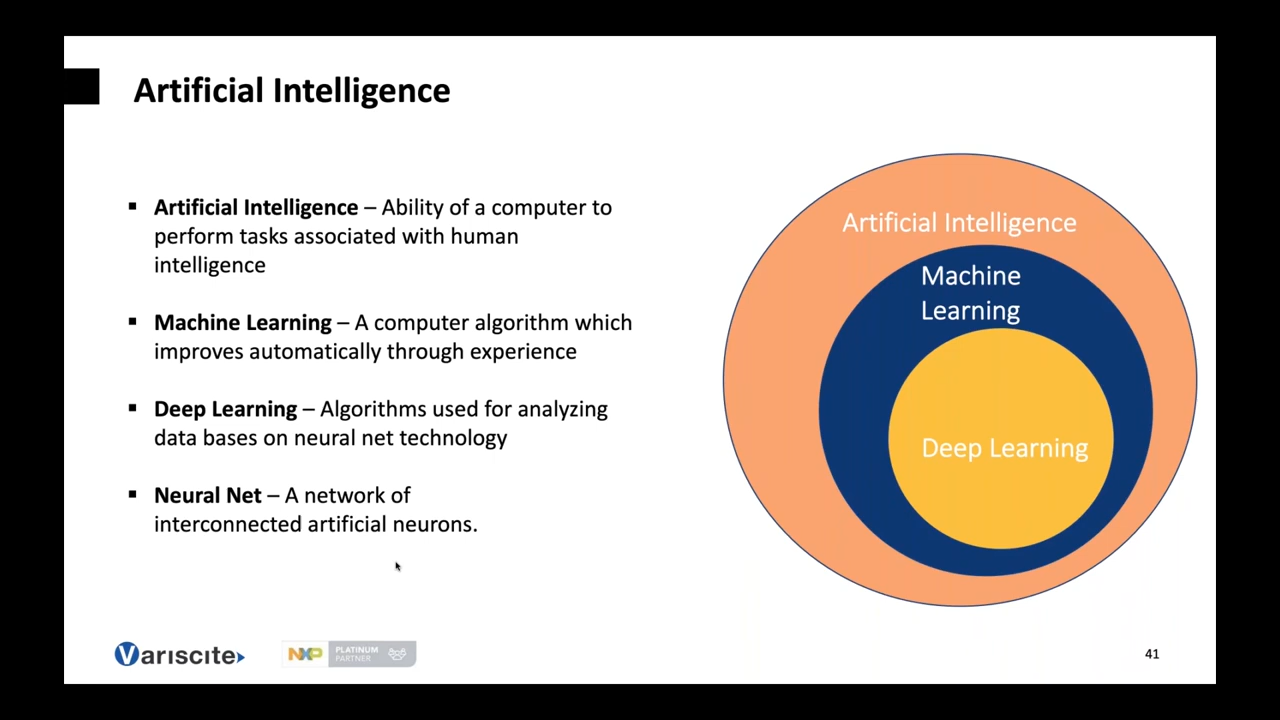 Artificial Intelligence
▪ Artificial Intelligence – Ability of a computer to
perform tasks associated with human
intelligence
▪ Machine Learning – A computer algorithm which
improves automatically through experience
▪ Deep Learning – Algorithms used for analyzing
data bases on neural net technology
▪ Neural Net – A network of
interconnected artificial neurons.
Artificial Intelligence
Machine
Learning
Deep Learning
Variscite
NXP
PLATINUM
PARTNER
41